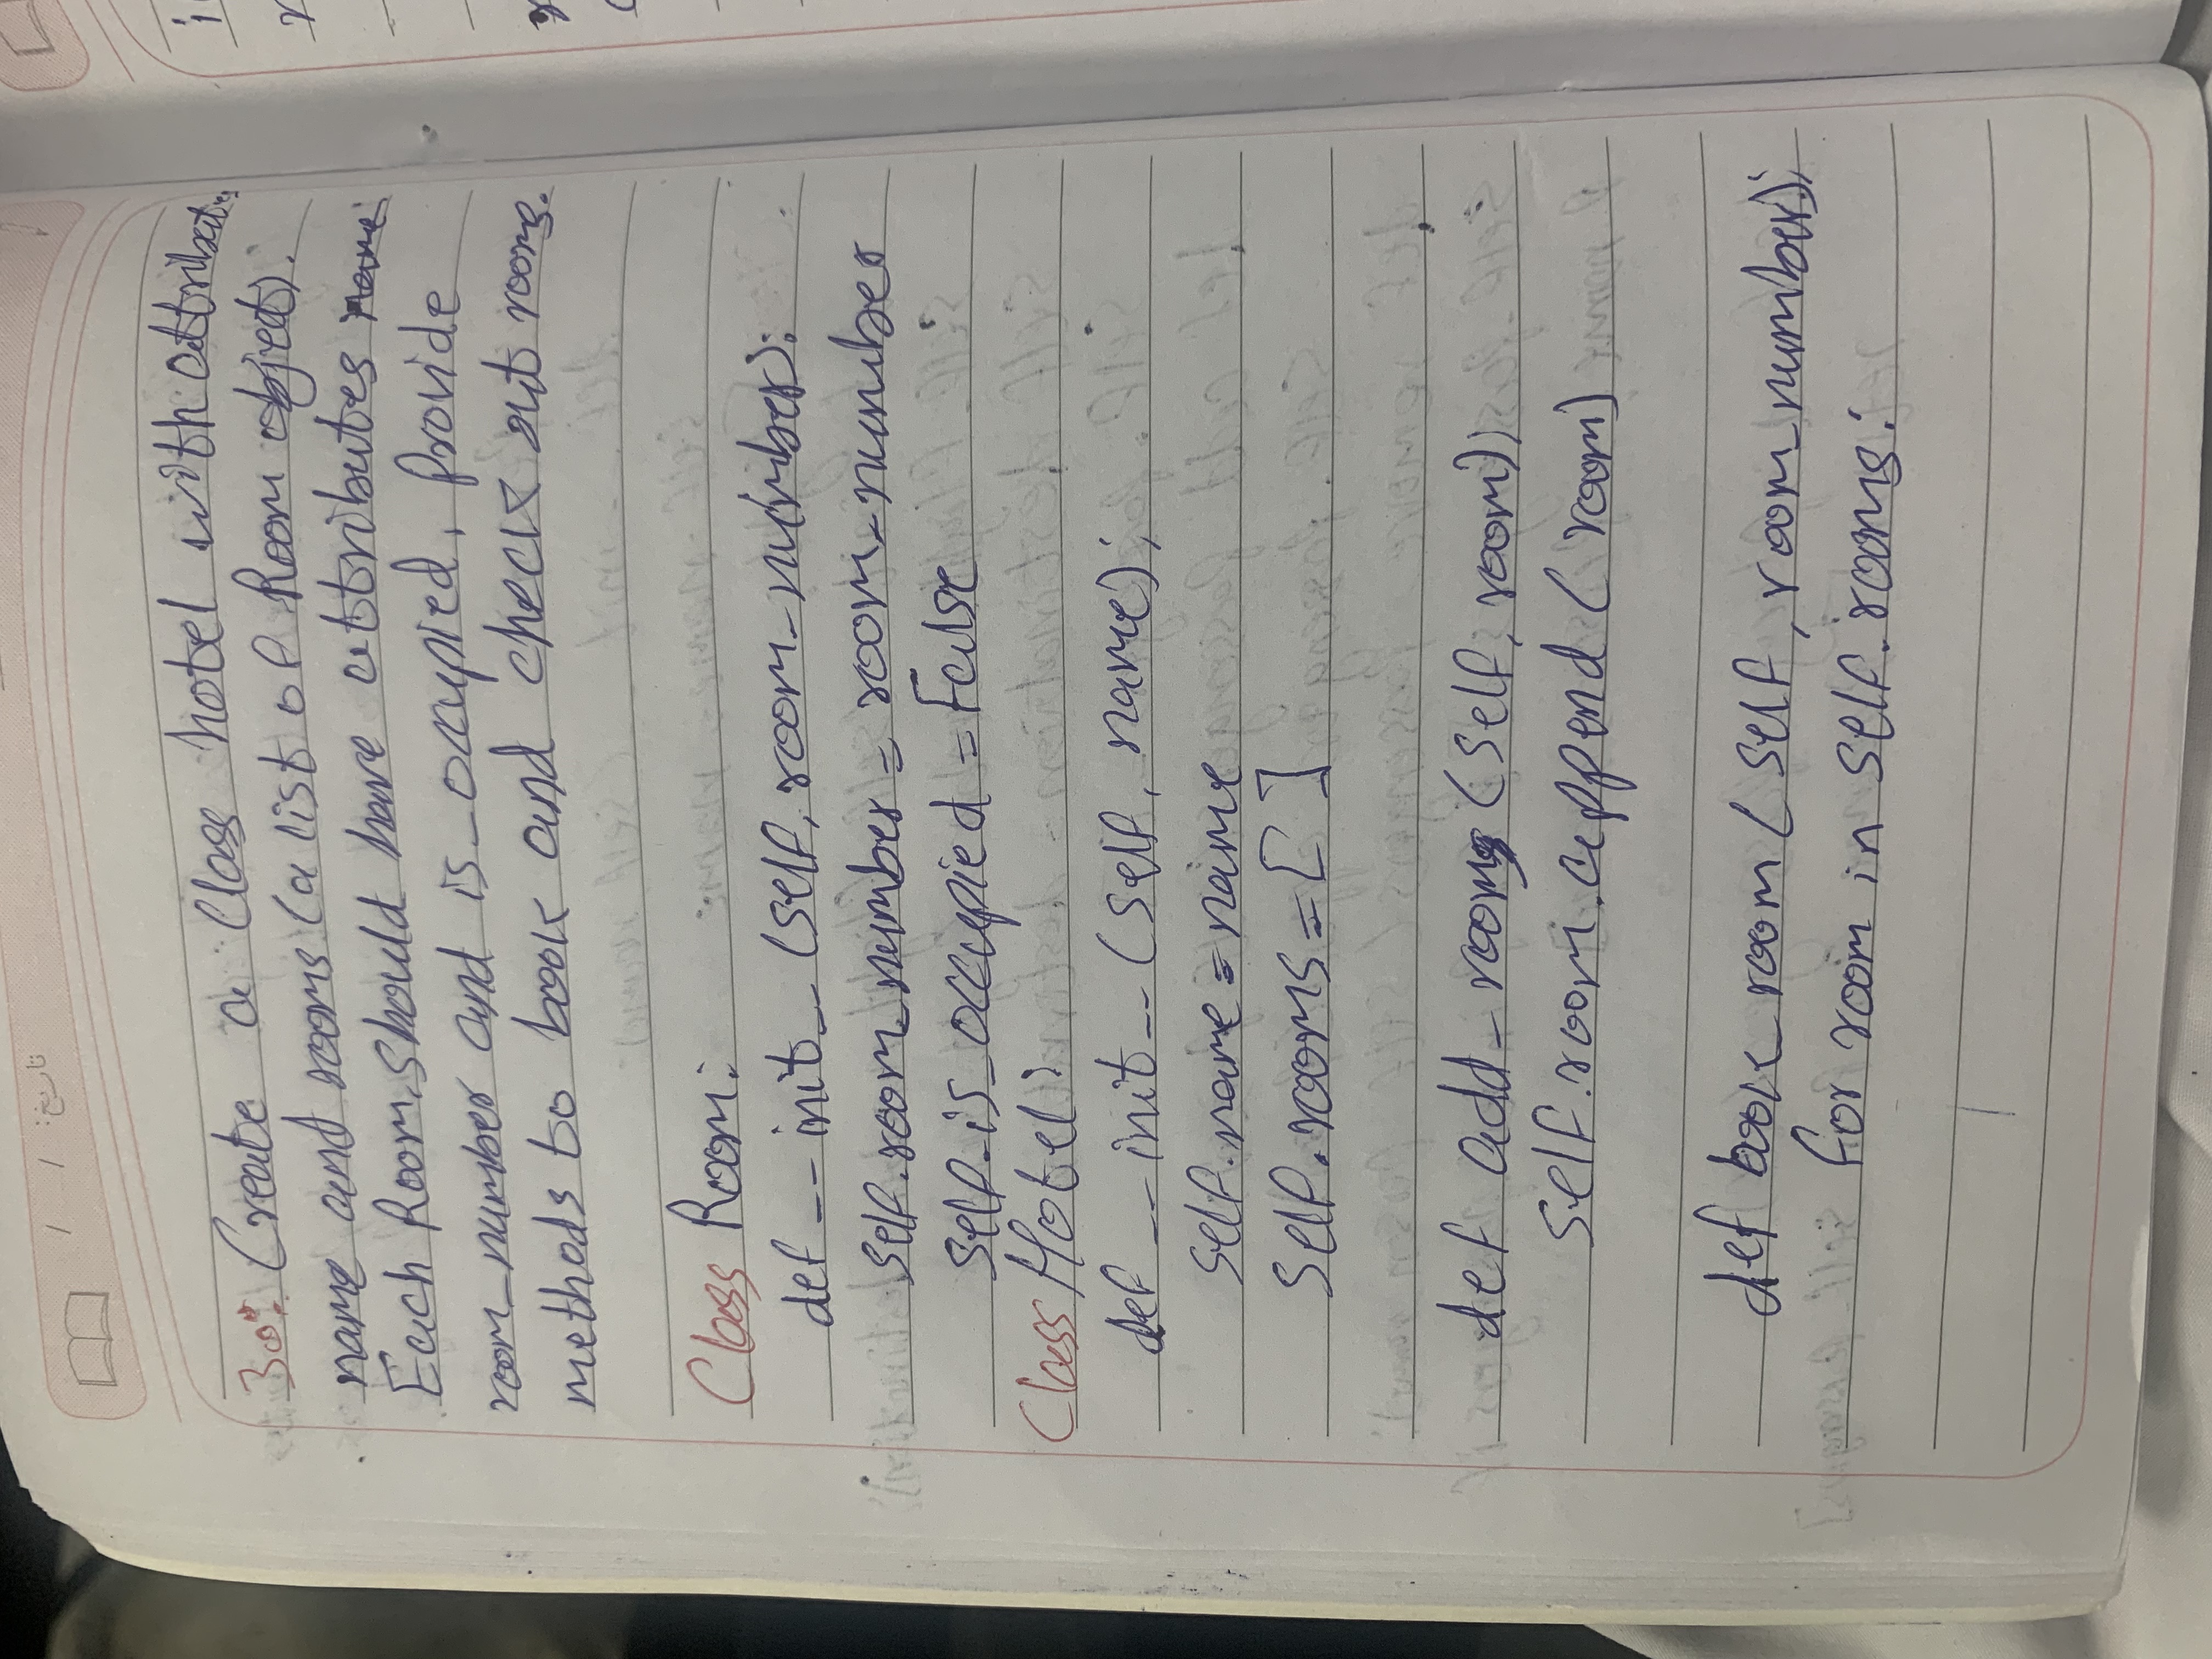 تاریخ: / /
30: Create a Class hotel with attributes
name and rooms (a list of Room object).
Each Room should have attributes name
room_number and is_occupied, Provide
methods to book and check out rooms.
Class Room:
def __init__ (self, room_number):
self.room_number = room_number
self.is_occupied = False
Class Hotel:
def __init__ (self, name):
self.name = name
self.rooms = [ ]
def add_rooms (self, room):
self.room.append ( room)
def book_room (self, room_number):
for room in self.rooms: